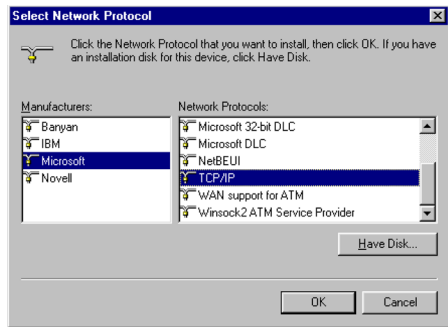 Select Network Protocol
Click the Network Protocol that you want to install, then click OK. If you have
an installation disk for this device, click Have Disk.
Manufacturers:
Banyan
IBM
Microsoft
Novell
Network Protocols:
Microsoft 32-bit DLC
Microsoft DLC
NetBEUI
TCP/IP
WAN support for ATM
Winsock2 ATM Service Provider
Have Disk...
OK
Cancel